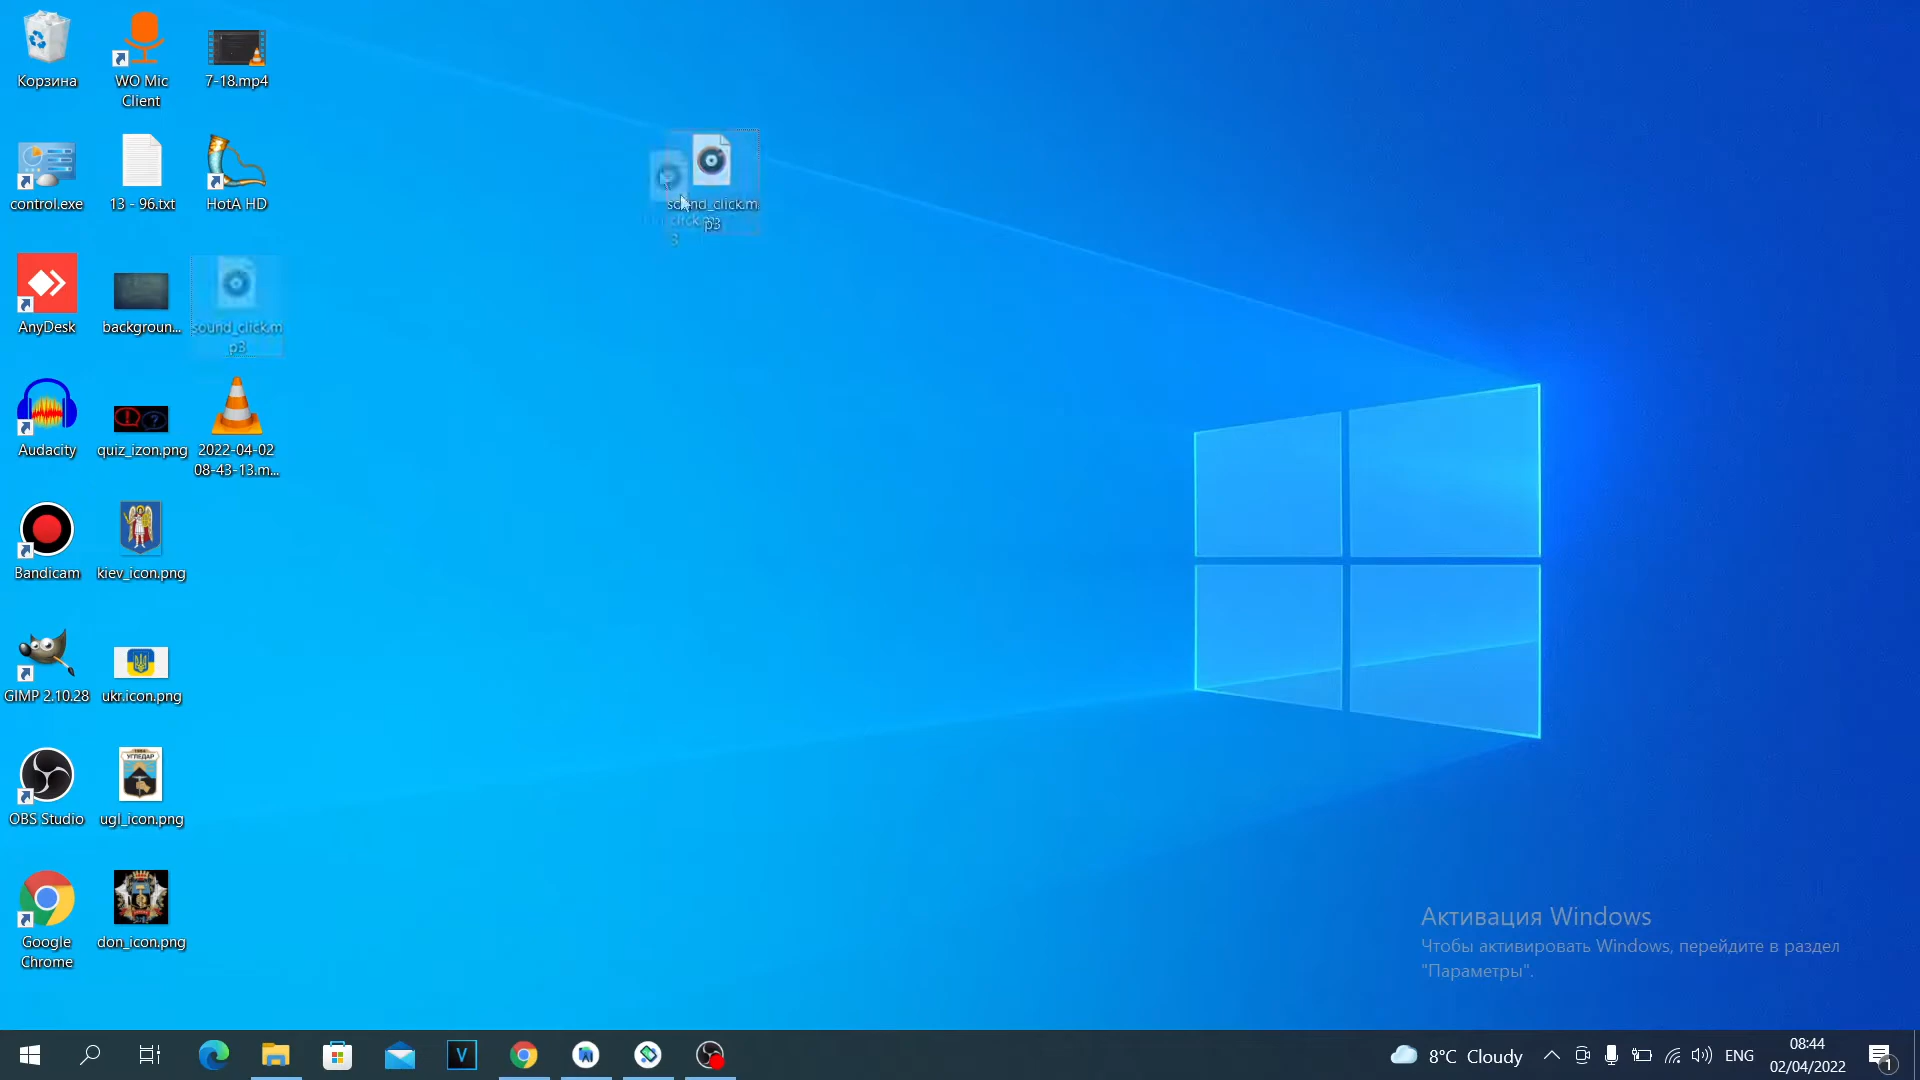 Корзина
WO Mic
Client
7-18.mp4
control.exe
13 - 96.txt
HotA HD
sound_click.m
p3
AnyDesk
backgroun...
sound_click.m
p3
Audacity
quiz_izon.png
2022-04-02
08-43-13.m...
Bandicam
kiev_icon.png
GIMP 2.10.28
ukr.icon.png
УГЛЕДАР
OBS Studio
ugl_icon.png
Google
Chrome
don_icon.png
Активация Windows
Чтобы активировать Windows, перейдите в раздел
"Параметры".
V
8°C Cloudy
ENG
08:44
02/04/2022
1